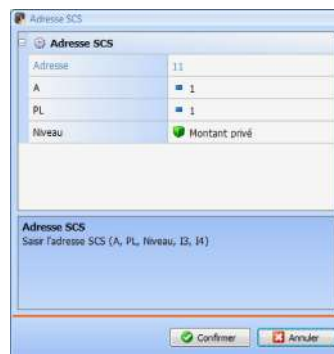 Adresse SCS
Adresse SCS
Adresse 11
A 1
PL 1
Niveau Montant privé
Adresse SCS
Saisir l'adresse SCS (A, PL, Niveau, I3, I4)
Confirmer Annuler